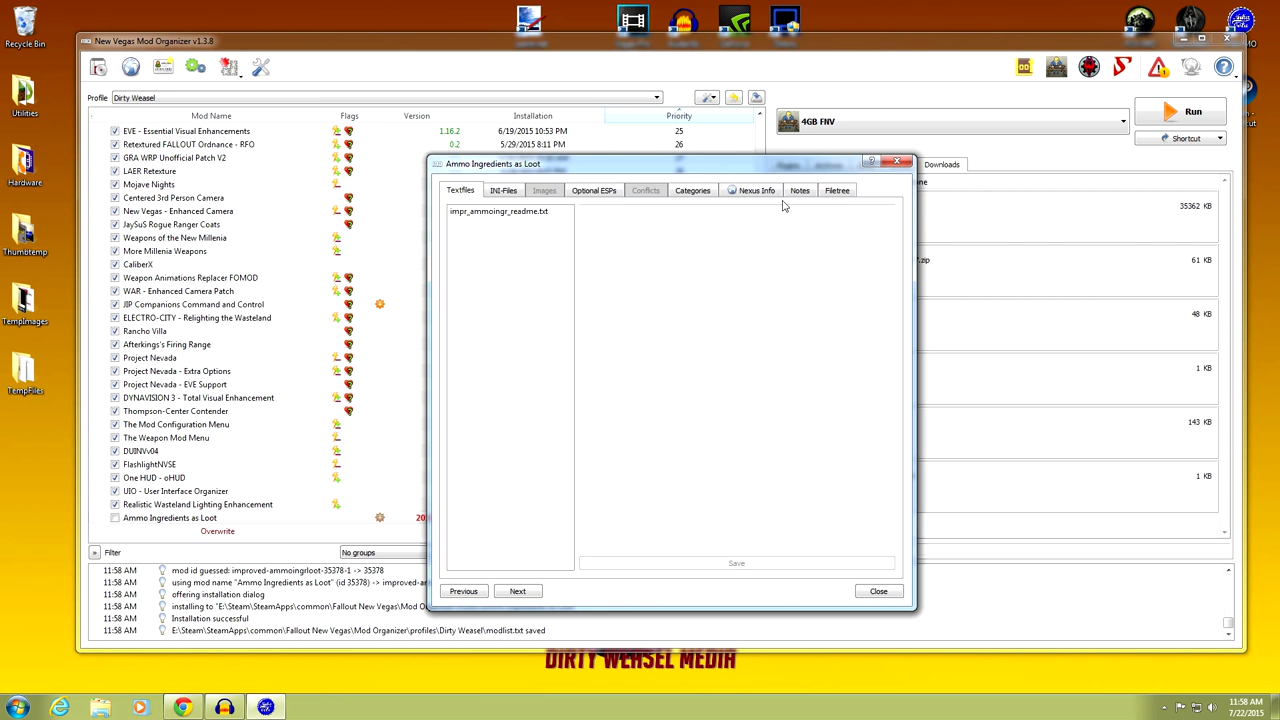 Recycle Bin
Utilities
Hardware
Thumbtemp
TempImages
TempFiles
New Vegas Mod Organizer v1.3.8
Profile
Dirty Weasel
Mod Name Flags Version Installation Priority
EVE - Essential Visual Enhancements 1.16.2 6/19/2015 10:53 PM 25
Retextured FALLOUT Ordnance - RFO 0.2 5/29/2015 8:11 PM 26
GRA WRP Unofficial Patch V2
LAER Retexture
Mojave Nights
Centered 3rd Person Camera
New Vegas - Enhanced Camera
JaySuS Rogue Ranger Coats
Weapons of the New Millenia
More Millenia Weapons
CaliberX
Weapon Animations Replacer FOMOD
WAR - Enhanced Camera Patch
JIP Companions Command and Control
ELECTRO-CITY - Relighting the Wasteland
Rancho Villa
Afterkings's Firing Range
Project Nevada
Project Nevada - Extra Options
Project Nevada - EVE Support
DYNAVISION 3 - Total Visual Enhancement
Thompson-Center Contender
The Mod Configuration Menu
The Weapon Mod Menu
DUINVv04
FlashlightNVSE
One HUD - oHUD
UIO - User Interface Organizer
Realistic Wasteland Lighting Enhancement
Ammo Ingredients as Loot
Overwrite
Filter
No groups
4GB FNV
Run
Shortcut
Downloads
35362 KB
.zip 61 KB
48 KB
1 KB
143 KB
1 KB
Ammo Ingredients as Loot
Textfiles INI-Files Images Optional ESPs Conflicts Categories Nexus Info Notes Filetree
impr_ammoingr_readme.txt
Save
Previous Next Close
11:58 AM mod id guessed: improved-ammoingrloot-35378-1 -> 35378
11:58 AM using mod name "Ammo Ingredients as Loot" (id 35378) -> improved-
11:58 AM offering installation dialog
11:58 AM installing to "E:\Steam\SteamApps\common\Fallout New Vegas\Mod O
11:58 AM Installation successful
11:58 AM E:\Steam\SteamApps\common\Fallout New Vegas\Mod Organizer\profiles\Dirty Weasel\modlist.txt saved
DIRTY WEASEL MEDIA
11:58 AM
7/22/2015